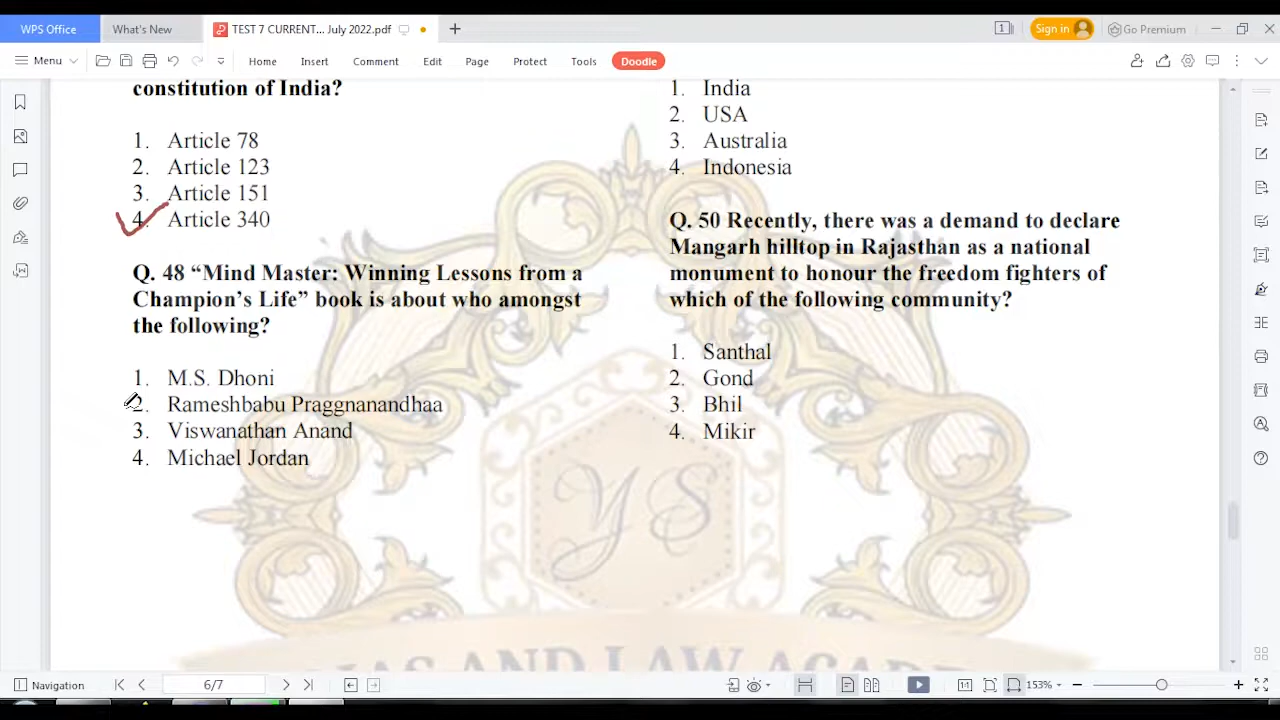 WPS Office
What's New
TEST 7 CURRENT... July 2022.pdf
1
Sign in
Go Premium
Menu
Home
Insert
Comment
Edit
Page
Protect
Tools
Doodle
constitution of India?
1. Article 78
2. Article 123
3. Article 151
4. Article 340
Q. 48 “Mind Master: Winning Lessons from a
Champion’s Life” book is about who amongst
the following?
1. M.S. Dhoni
2. Rameshbabu Praggnanandhaa
3. Viswanathan Anand
4. Michael Jordan
1. India
2. USA
3. Australia
4. Indonesia
Q. 50 Recently, there was a demand to declare
Mangarh hilltop in Rajasthan as a national
monument to honour the freedom fighters of
which of the following community?
1. Santhal
2. Gond
3. Bhil
4. Mikir
YS
AND LAW
Navigation
6/7
153%